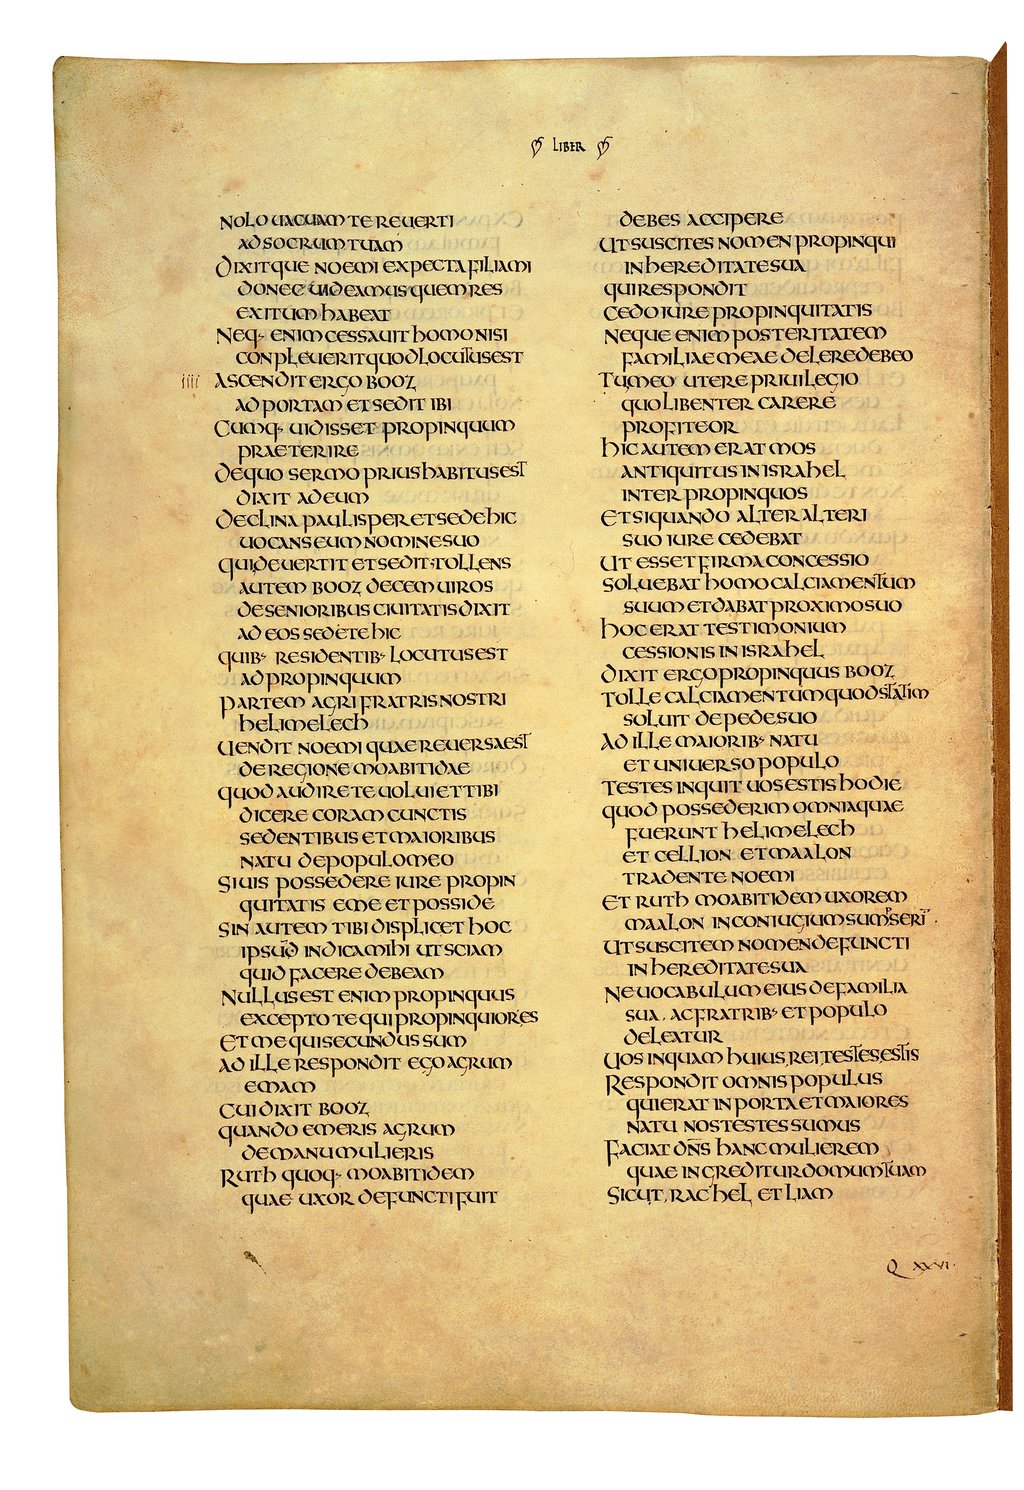 LIBER
NOLO UACUAM TE REUERTI
AD SOCRUM TUAM
DIXITQUE NOEMI EXPECTA FILIA MI
DONEC UIDEAMUS QUEM RES
EXITUM HABEAT
NEQ· ENIM CESSAUIT HOMO NISI
CONPLEUERIT QUOD LOCUTUS EST
IIII ASCENDIT ERGO BOOZ
AD PORTAM ET SEDIT IBI
CUMQ· UIDISSET PROPINQUUM
PRAETERIRE
DE QUO SERMO PRIUS HABITUS EST
DIXIT AD EUM
DECLINA PAULISPER ET SEDE HIC
UOCANS EUM NOMINE SUO
QUI DEUERTIT ET SEDIT· TOLLENS
AUTEM BOOZ DECEM UIROS
DE SENIORIBUS CIUITATIS DIXIT
AD EOS SEDETE HIC
QUIB· RESIDENTIB· LOCUTUS EST
AD PROPINQUUM
PARTEM AGRI FRATRIS NOSTRI
HELIMELECH
UENDIT NOEMI QUAE REUERSA EST
DE REGIONE MOABITIDAE
QUOD AUDIRE TE UOLUI ET TIBI
DICERE CORAM CUNCTIS
SEDENTIBUS ET MAIORIBUS
NATU DE POPULO MEO
SI UIS POSSEDERE IURE PROPIN
QUITATIS EME ET POSSIDE
SIN AUTEM TIBI DISPLICET HOC
IPSUD INDICA MIHI UT SCIAM
QUID FACERE DEBEAM
NULLUS EST ENIM PROPINQUUS
EXCEPTO TE QUI PROPINQUIOR ES
ET ME QUI SECUNDUS SUM
AD ILLE RESPONDIT EGO AGRUM
EMAM
CUI DIXIT BOOZ
QUANDO EMERIS AGRUM
DE MANU MULIERIS
RUTH QUOQ· MOABITIDEM
QUAE UXOR DEFUNCTI FUIT
DEBES ACCIPERE
UT SUSCITES NOMEN PROPINQUI
IN HEREDITATE SUA
QUI RESPONDIT
CEDO IURE PROPINQUITATIS
NEQUE ENIM POSTERITATEM
FAMILIAE MEAE DELERE DEBEO
TU MEO UTERE PRIUILEGIO
QUO LIBENTER CARERE
PROFITEOR
HIC AUTEM ERAT MOS
ANTIQUITUS IN ISRAHEL
INTER PROPINQUOS
ET SI QUANDO ALTER ALTERI
SUO IURE CEDEBAT
UT ESSET FIRMA CONCESSIO
SOLUEBAT HOMO CALCIAMENTUM
SUUM ET DABAT PROXIMO SUO
HOC ERAT TESTIMONIUM
CESSIONIS IN ISRAHEL
DIXIT ERGO PROPINQUUS BOOZ
TOLLE CALCIAMENTUM QUOD STATIM
SOLUIT DE PEDE SUO
AD ILLE MAIORIB· NATU
ET UNIUERSO POPULO
TESTES INQUIT UOS ESTIS HODIE
QUOD POSSEDERIM OMNIA QUAE
FUERUNT HELIMELECH
ET CELLION ET MAALON
TRADENTE NOEMI
ET RUTH MOABITIDEM UXOREM
MAALON IN CONIUGIUM SUMPSERI̅
UT SUSCITEM NOMEN DEFUNCTI
IN HEREDITATE SUA
NE UOCABULUM EIUS DE FAMILIA
SUA· AC FRATRIB· ET POPULO
DELEATUR
UOS INQUAM HUIUS REI TESTES ESTIS
RESPONDIT OMNIS POPULUS
QUI ERAT IN PORTA ET MAIORES
NATU NOS TESTES SUMUS
FACIAT DN̅S HANC MULIEREM
QUAE INGREDITUR DOMUM TUAM
SICUT RACHEL ET LIAM
Q XXVI·